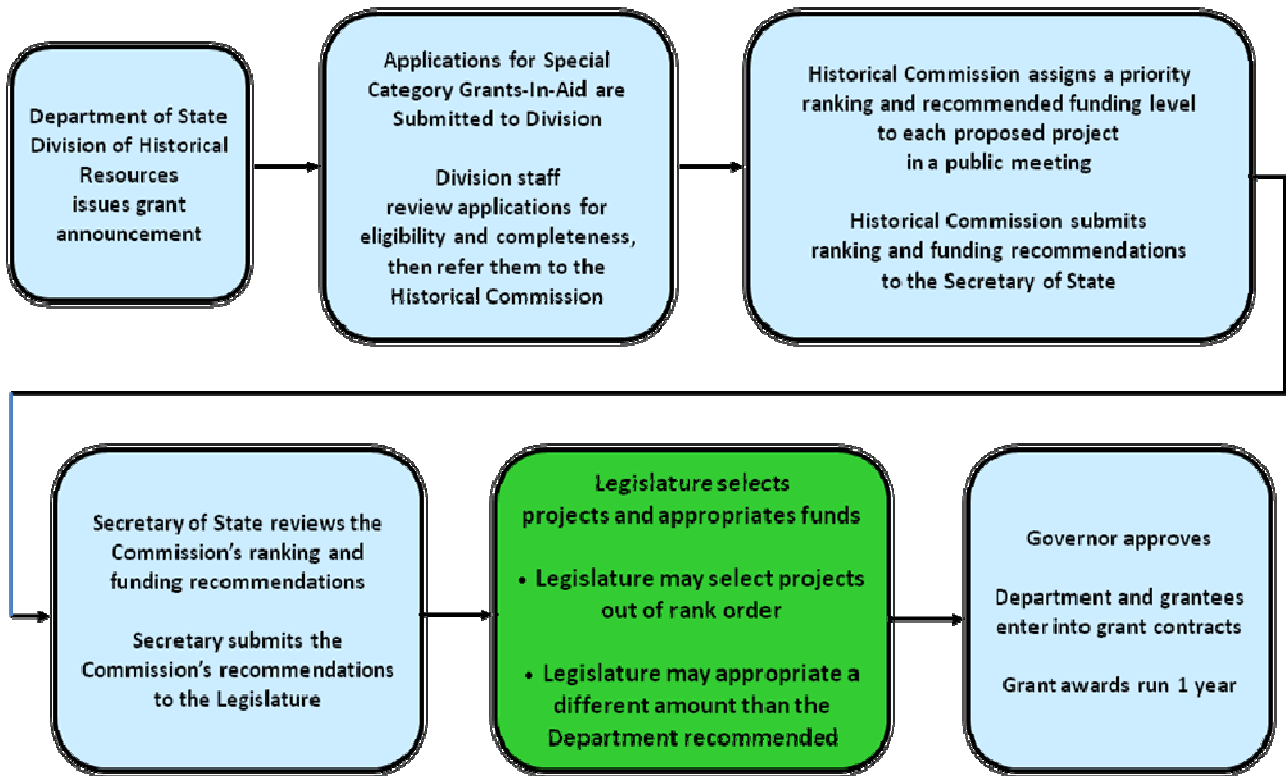 Department of State
Division of Historical
Resources
issues grant
announcement
Applications for Special
Category Grants-In-Aid are
Submitted to Division
Division staff
review applications for
eligibility and completeness,
then refer them to the
Historical Commission
Historical Commission assigns a priority
ranking and recommended funding level
to each proposed project
in a public meeting
Historical Commission submits
ranking and funding recommendations
to the Secretary of State
Secretary of State reviews the
Commission's ranking and
funding recommendations
Secretary submits the
Commission's recommendations
to the Legislature
Legislature selects
projects and appropriates funds
• Legislature may select projects
out of rank order
• Legislature may appropriate a
different amount than the
Department recommended
Governor approves
Department and grantees
enter into grant contracts
Grant awards run 1 year